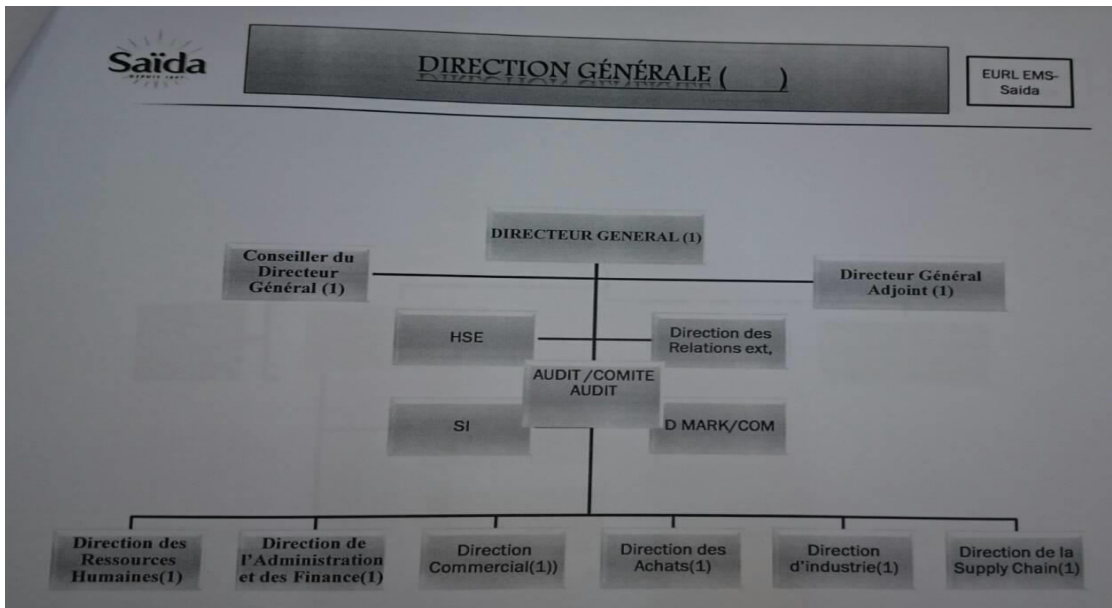 Saïda
DEPUIS 1907
DIRECTION GÉNÉRALE (      )
EURL EMS-
Saida
DIRECTEUR GENERAL (1)
Conseiller du
Directeur
Général (1)
Directeur Général
Adjoint (1)
HSE
Direction des
Relations ext,
AUDIT /COMITE
AUDIT
SI
D MARK/COM
Direction des
Ressources
Humaines(1)
Direction de
l'Administration
et des Finance(1)
Direction
Commercial(1))
Direction des
Achats(1)
Direction
d'industrie(1)
Direction de la
Supply Chain(1)